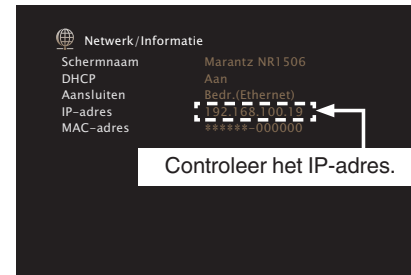 Netwerk/Informatie
Schermnaam Marantz NR1506
DHCP Aan
Aansluiten Bedr.(Ethernet)
IP-adres 192.168.100.19
MAC-adres ******-000000
Controleer het IP-adres.